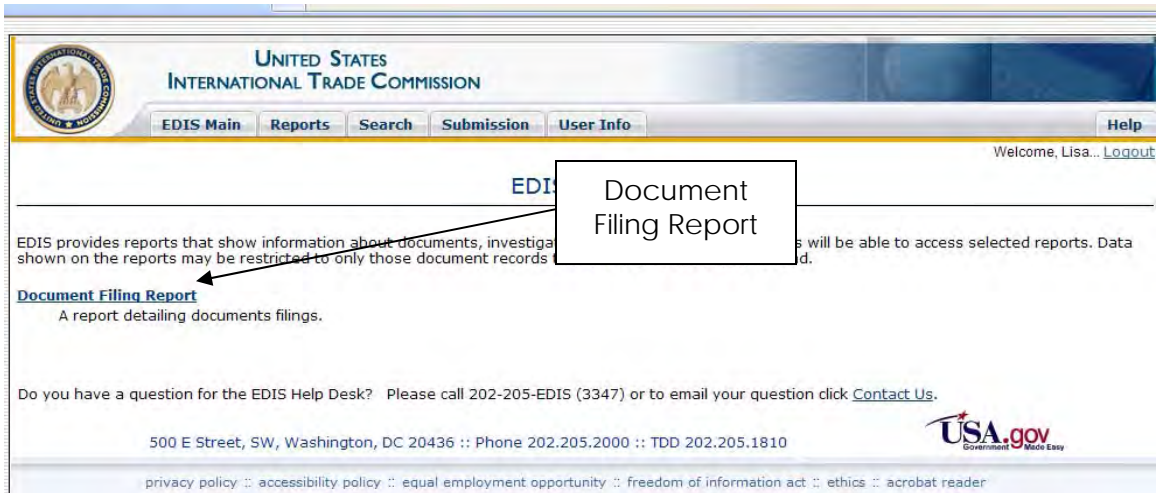 UNITED STATES
INTERNATIONAL TRADE COMMISSION
EDIS Main Reports Search Submission User Info Help
Welcome, Lisa... Logout
EDIS
Document
Filing Report
EDIS provides reports that show information about documents, s will be able to access selected reports. Data
shown on the reports may be restricted to only those document records
Document Filing Report
A report detailing documents filings.
Do you have a question for the EDIS Help Desk? Please call 202-205-EDIS (3347) or to email your question click Contact Us.
USA.gov
Government Made Easy
500 E Street, SW, Washington, DC 20436 :: Phone 202.205.2000 :: TDD 202.205.1810
privacy policy :: accessibility policy :: equal employment opportunity :: freedom of information act :: ethics :: acrobat reader